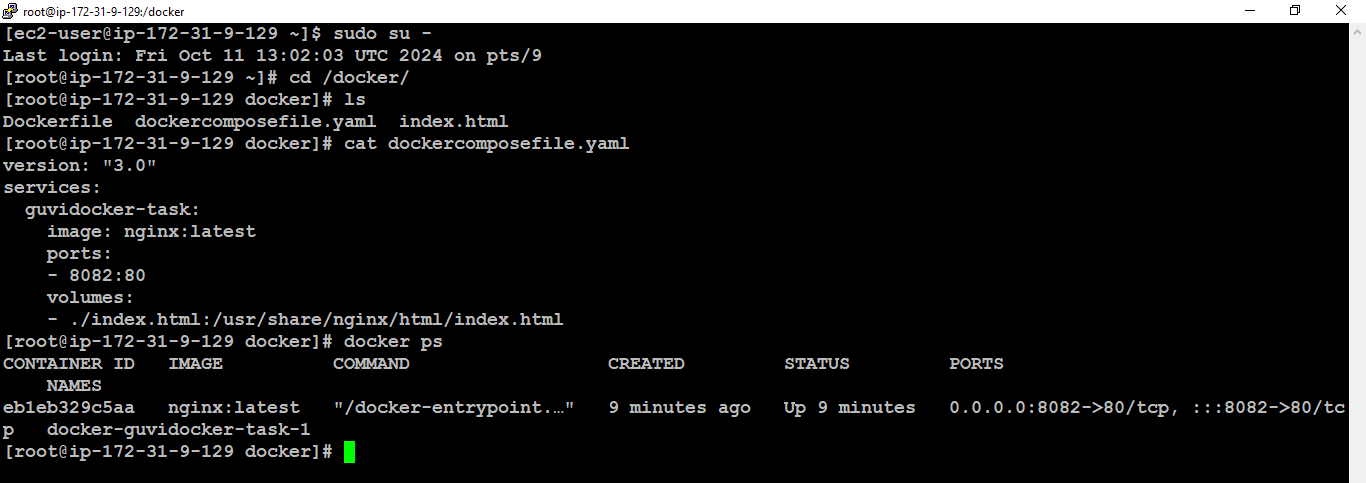 root@ip-172-31-9-129:/docker
[ec2-user@ip-172-31-9-129 ~]$ sudo su -
Last login: Fri Oct 11 13:02:03 UTC 2024 on pts/9
[root@ip-172-31-9-129 ~]# cd /docker/
[root@ip-172-31-9-129 docker]# ls
Dockerfile  dockercomposefile.yaml  index.html
[root@ip-172-31-9-129 docker]# cat dockercomposefile.yaml
version: "3.0"
services:
  guvidocker-task:
    image: nginx:latest
    ports:
    - 8082:80
    volumes:
    - ./index.html:/usr/share/nginx/html/index.html
[root@ip-172-31-9-129 docker]# docker ps
CONTAINER ID   IMAGE          COMMAND                  CREATED         STATUS         PORTS
    NAMES
eb1eb329c5aa   nginx:latest   "/docker-entrypoint.…"   9 minutes ago   Up 9 minutes   0.0.0.0:8082->80/tcp, :::8082->80/tc
p   docker-guvidocker-task-1
[root@ip-172-31-9-129 docker]#